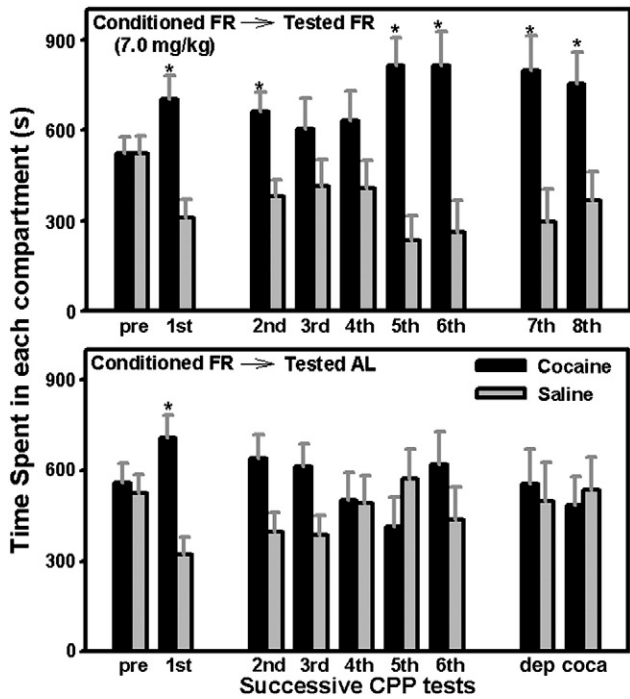 Conditioned FR → Tested FR
(7.0 mg/kg)
900
600
300
0
* * * * * *
pre 1st 2nd 3rd 4th 5th 6th 7th 8th
Time Spent in each compartment (s)
Conditioned FR → Tested AL
Cocaine
Saline
900
600
300
0
*
pre 1st 2nd 3rd 4th 5th 6th dep coca
Successive CPP tests